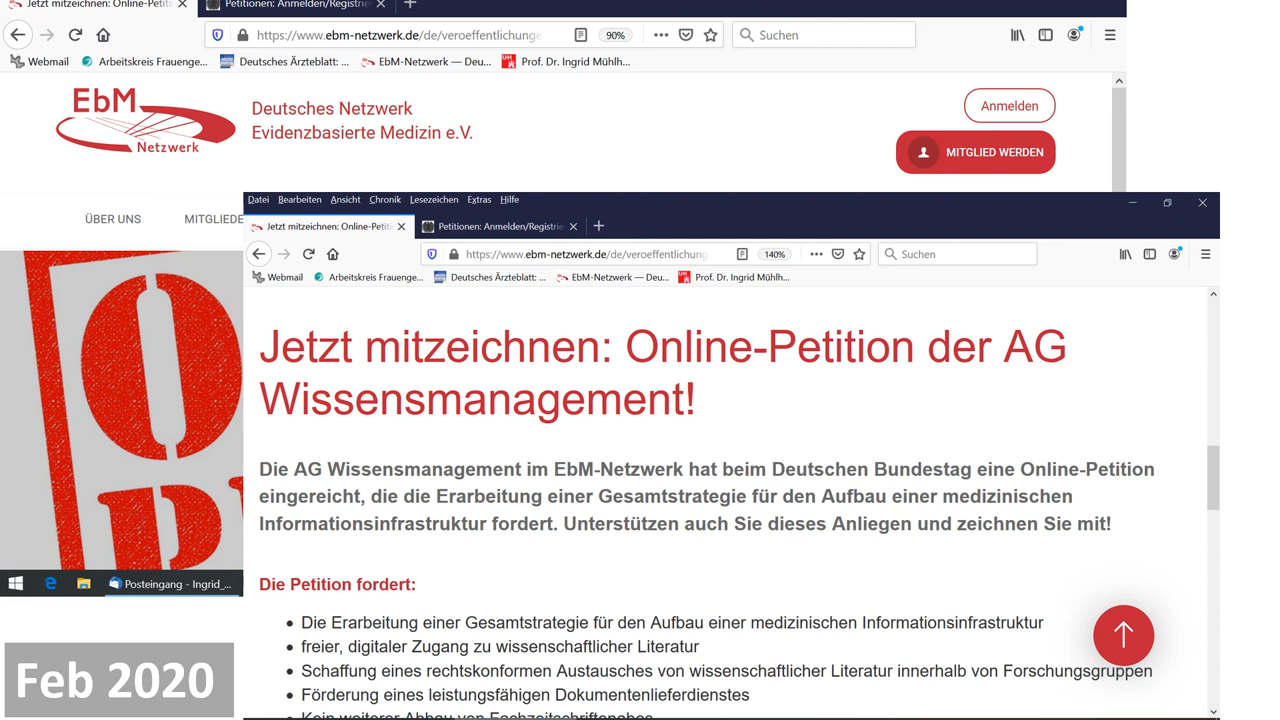 Jetzt mitzeichnen: Online-Petiti
Petitionen: Anmelden/Registrie
https://www.ebm-netzwerk.de/de/veroeffentlichunge
90%
Suchen
Webmail
Arbeitskreis Frauenge...
Deutsches Ärzteblatt: ...
EbM-Netzwerk — Deu...
Prof. Dr. Ingrid Mühlh...
EbM
Netzwerk
Deutsches Netzwerk
Evidenzbasierte Medizin e.V.
Anmelden
MITGLIED WERDEN
ÜBER UNS
MITGLIEDE
Datei Bearbeiten Ansicht Chronik Lesezeichen Extras Hilfe
Jetzt mitzeichnen: Online-Petiti
Petitionen: Anmelden/Registrie
https://www.ebm-netzwerk.de/de/veroeffentlichung
140%
Suchen
Webmail
Arbeitskreis Frauenge...
Deutsches Ärzteblatt: ...
EbM-Netzwerk — Deu...
Prof. Dr. Ingrid Mühlh...
Jetzt mitzeichnen: Online-Petition der AG
Wissensmanagement!
Die AG Wissensmanagement im EbM-Netzwerk hat beim Deutschen Bundestag eine Online-Petition
eingereicht, die die Erarbeitung einer Gesamtstrategie für den Aufbau einer medizinischen
Informationsinfrastruktur fordert. Unterstützen auch Sie dieses Anliegen und zeichnen Sie mit!
Die Petition fordert:
• Die Erarbeitung einer Gesamtstrategie für den Aufbau einer medizinischen Informationsinfrastruktur
• freier, digitaler Zugang zu wissenschaftlicher Literatur
• Schaffung eines rechtskonformen Austausches von wissenschaftlicher Literatur innerhalb von Forschungsgruppen
• Förderung eines leistungsfähigen Dokumentenlieferdienstes
• Kein weiterer Abbau von Fachzeitschriftenabos
Posteingang - Ingrid_...
Feb 2020